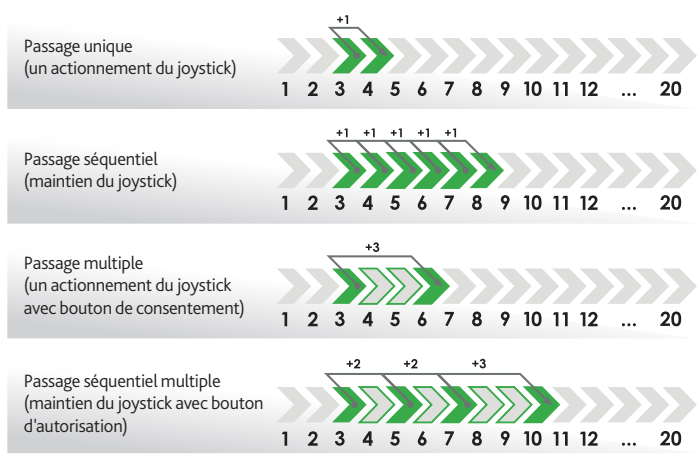 +1
Passage unique
(un actionnement du joystick)
1 2 3 4 5 6 7 8 9 10 11 12 ... 20
+1 +1 +1 +1 +1
Passage séquentiel
(maintien du joystick)
1 2 3 4 5 6 7 8 9 10 11 12 ... 20
+3
Passage multiple
(un actionnement du joystick
avec bouton de consentement)
1 2 3 4 5 6 7 8 9 10 11 12 ... 20
+2 +2 +3
Passage séquentiel multiple
(maintien du joystick avec bouton
d'autorisation)
1 2 3 4 5 6 7 8 9 10 11 12 ... 20